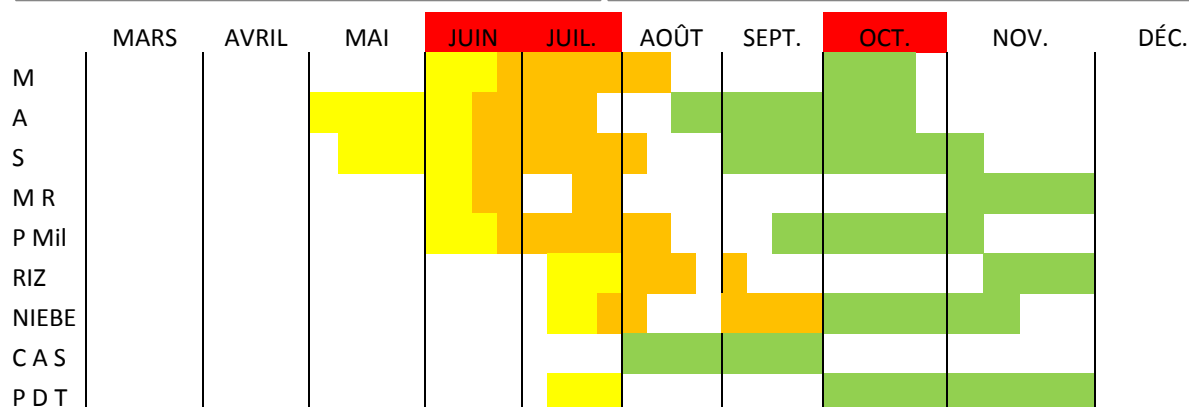 MARS AVRIL MAI JUIN JUIL. AOÛT SEPT. OCT. NOV. DÉC.
M
A
S
M R
P Mil
RIZ
NIEBE
C A S
P D T